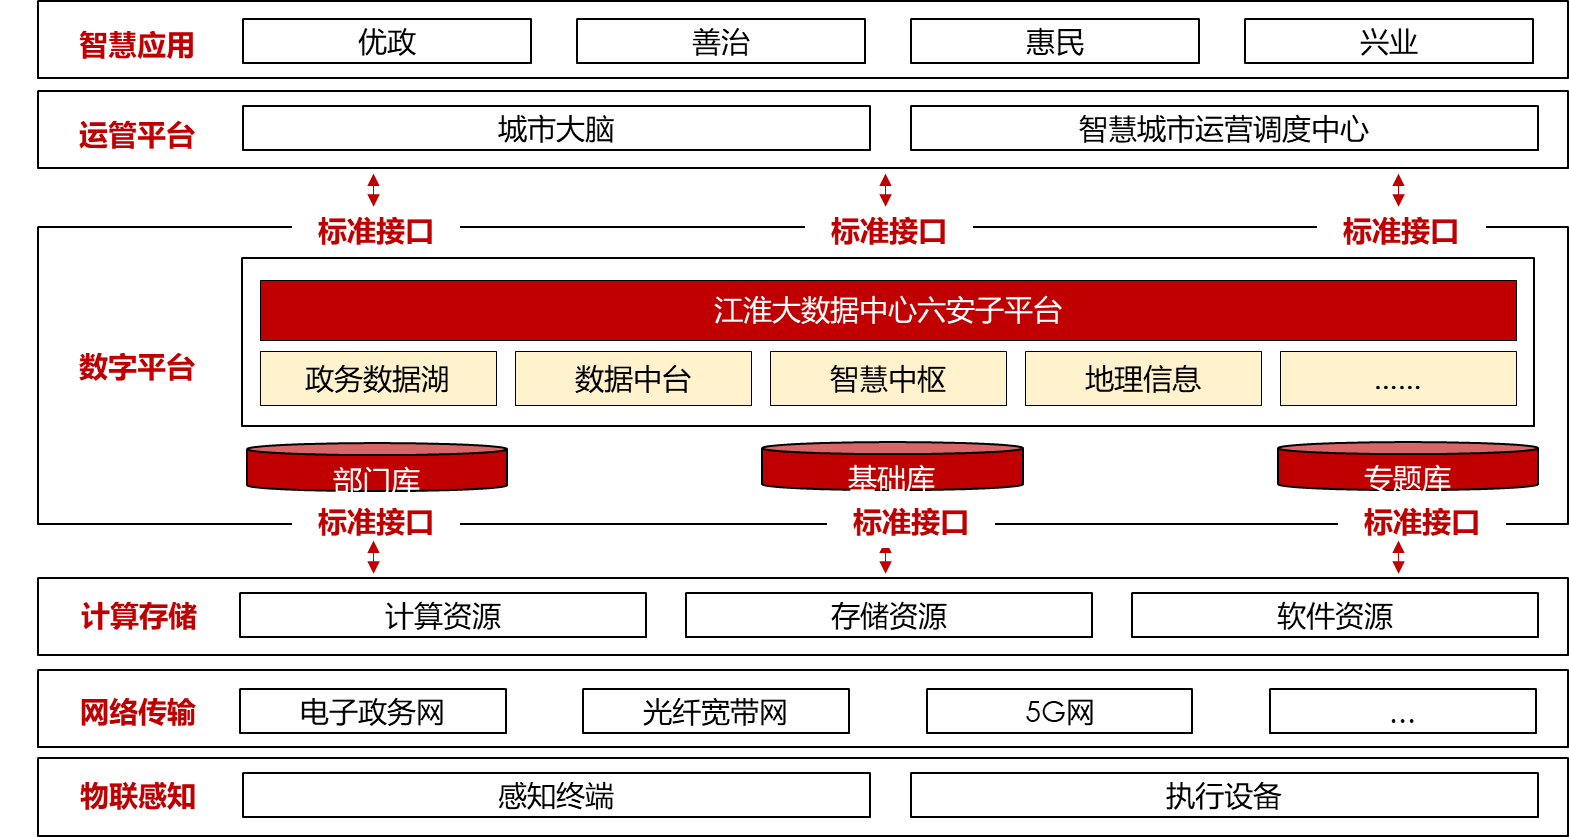 智慧应用
优政
善治
惠民
兴业
运管平台
城市大脑
智慧城市运营调度中心
标准接口
标准接口
标准接口
数字平台
江淮大数据中心六安子平台
政务数据湖
数据中台
智慧中枢
地理信息
......
部门库
基础库
专题库
标准接口
标准接口
标准接口
计算存储
计算资源
存储资源
软件资源
网络传输
电子政务网
光纤宽带网
5G网
...
物联感知
感知终端
执行设备